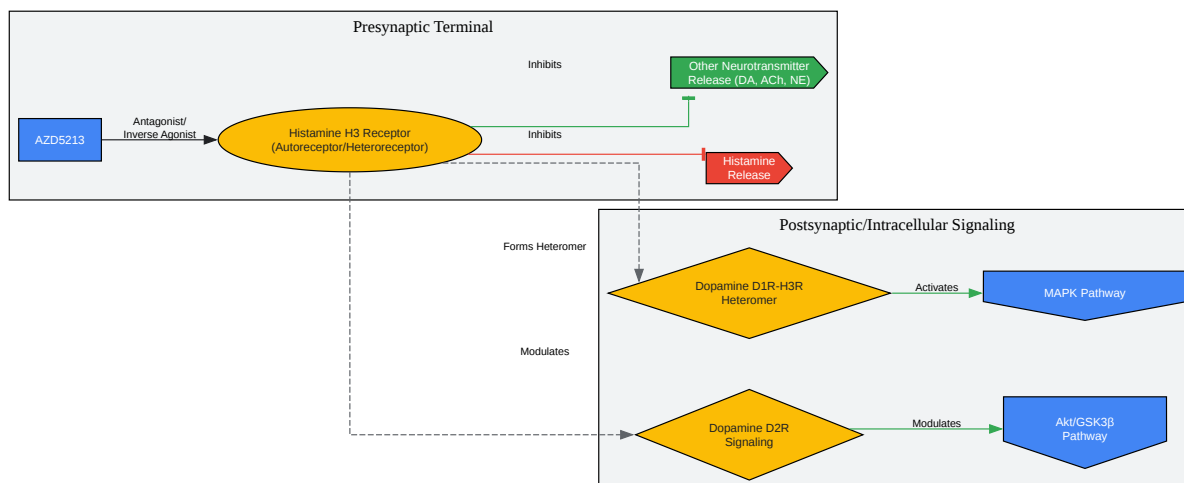 Presynaptic Terminal
Inhibits
Other Neurotransmitter
Release (DA, ACh, NE)
Antagonist/
Inverse Agonist
AZD5213
Histamine H3 Receptor
(Autoreceptor/Heteroreceptor)
Inhibits
Histamine
Release
Postsynaptic/Intracellular Signaling
Forms Heteromer
Dopamine D1R-H3R
Heteromer
Activates
MAPK Pathway
Modulates
Dopamine D2R
Signaling
Modulates
Akt/GSK3β
Pathway